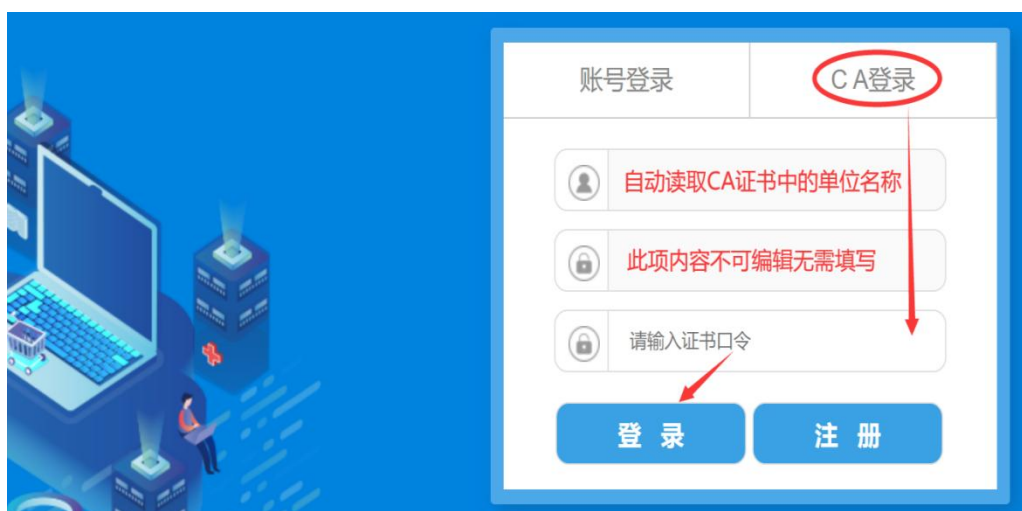 账号登录
CA登录
自动读取CA证书中的单位名称
此项内容不可编辑无需填写
请输入证书口令
登 录
注 册